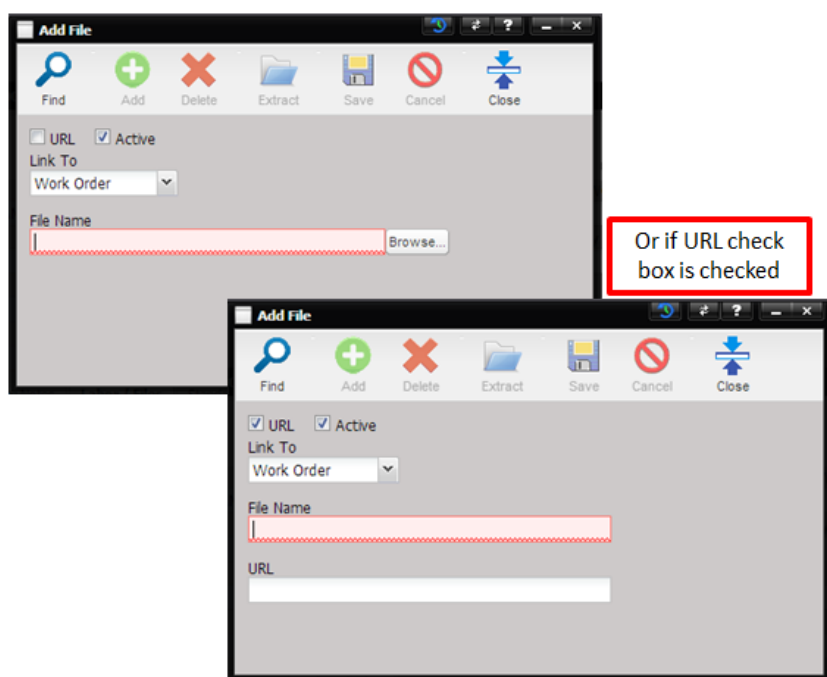 Add File
?
Find Add Delete Extract Save Cancel Close
URL Active
Link To
Work Order
File Name
Browse...
Or if URL check
box is checked
Add File
?
Find Add Delete Extract Save Cancel Close
URL Active
Link To
Work Order
File Name
URL